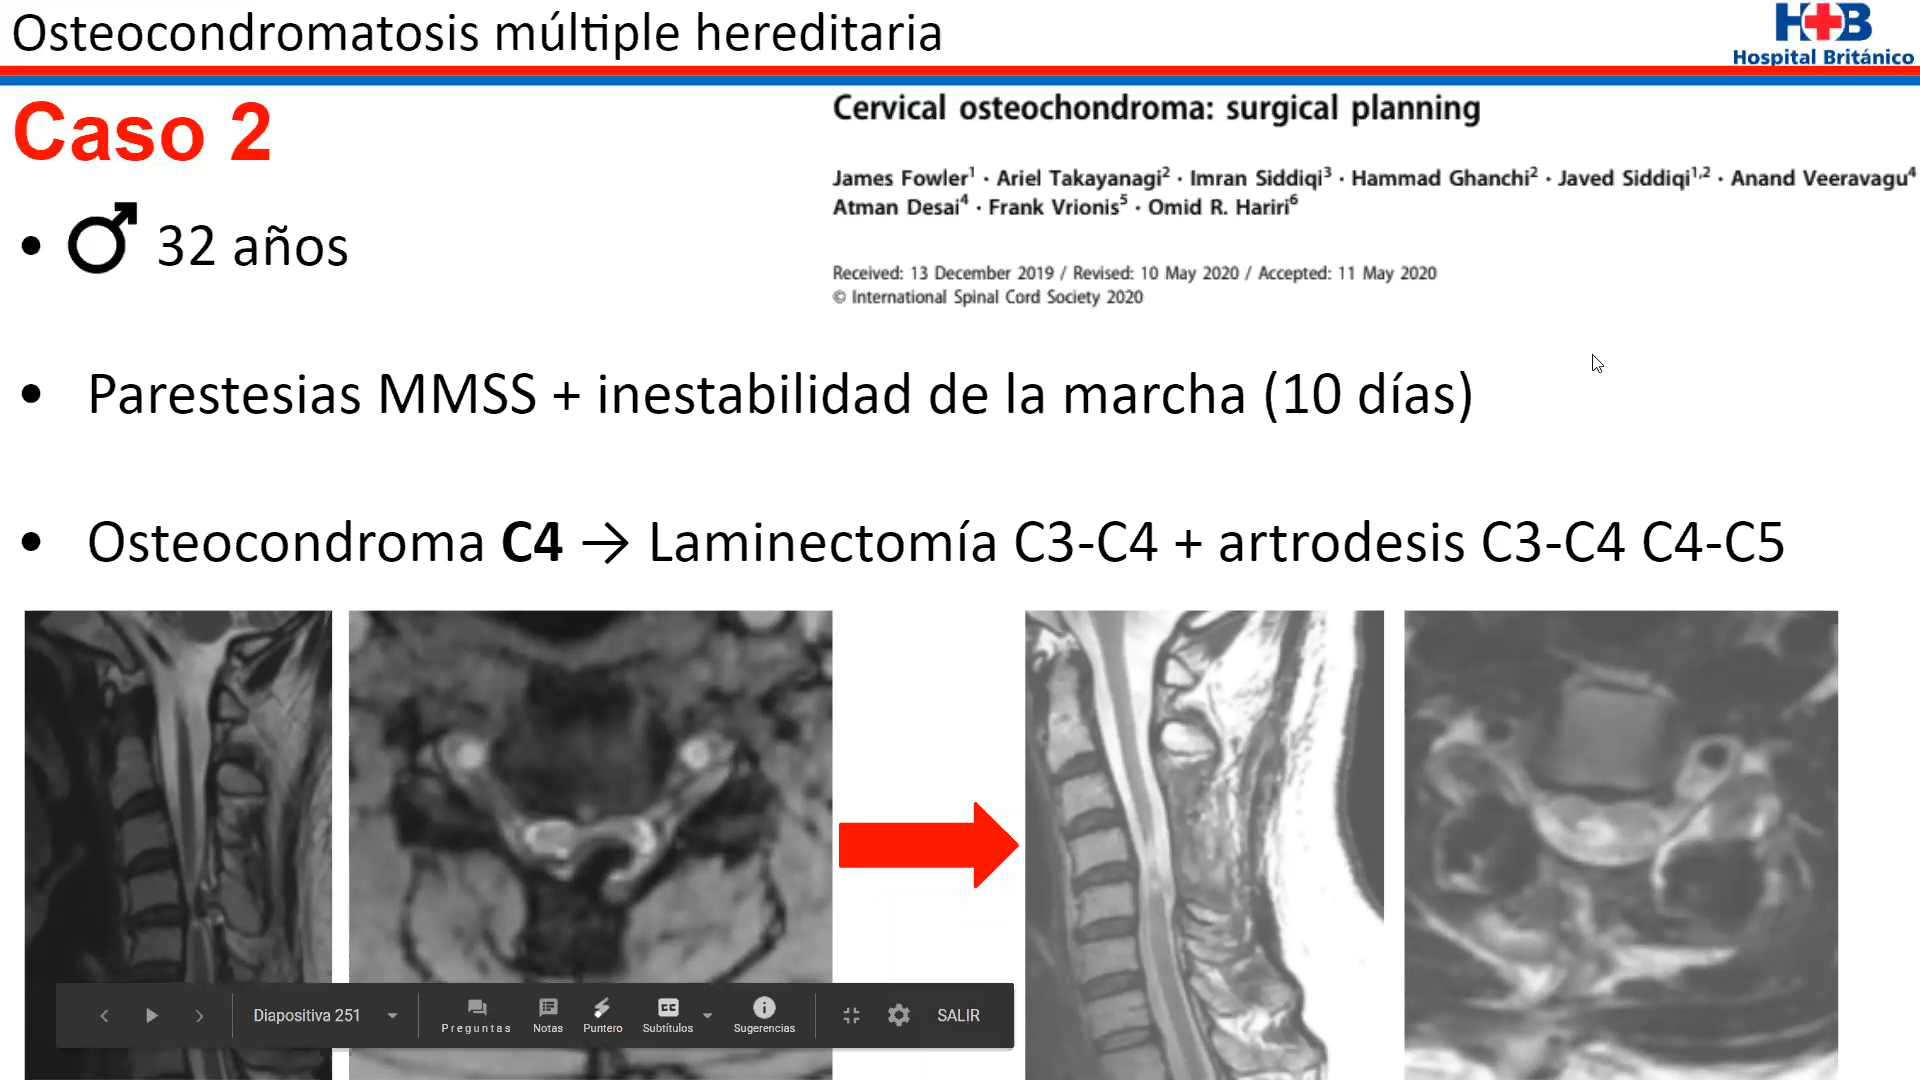 Osteocondromatosis múltiple hereditaria
H+B
Hospital Británico
Caso 2
Cervical osteochondroma: surgical planning
James Fowler1 · Ariel Takayanagi2 · Imran Siddiqi3 · Hammad Ghanchi2 · Javed Siddiqi1,2 · Anand Veeravagu4
Atman Desai4 · Frank Vrionis5 · Omid R. Hariri6
Received: 13 December 2019 / Revised: 10 May 2020 / Accepted: 11 May 2020
© International Spinal Cord Society 2020
• ♂ 32 años
• Parestesias MMSS + inestabilidad de la marcha (10 días)
• Osteocondroma C4 → Laminectomía C3-C4 + artrodesis C3-C4 C4-C5
Diapositiva 251
Preguntas
Notas
Puntero
Subtítulos
Sugerencias
SALIR